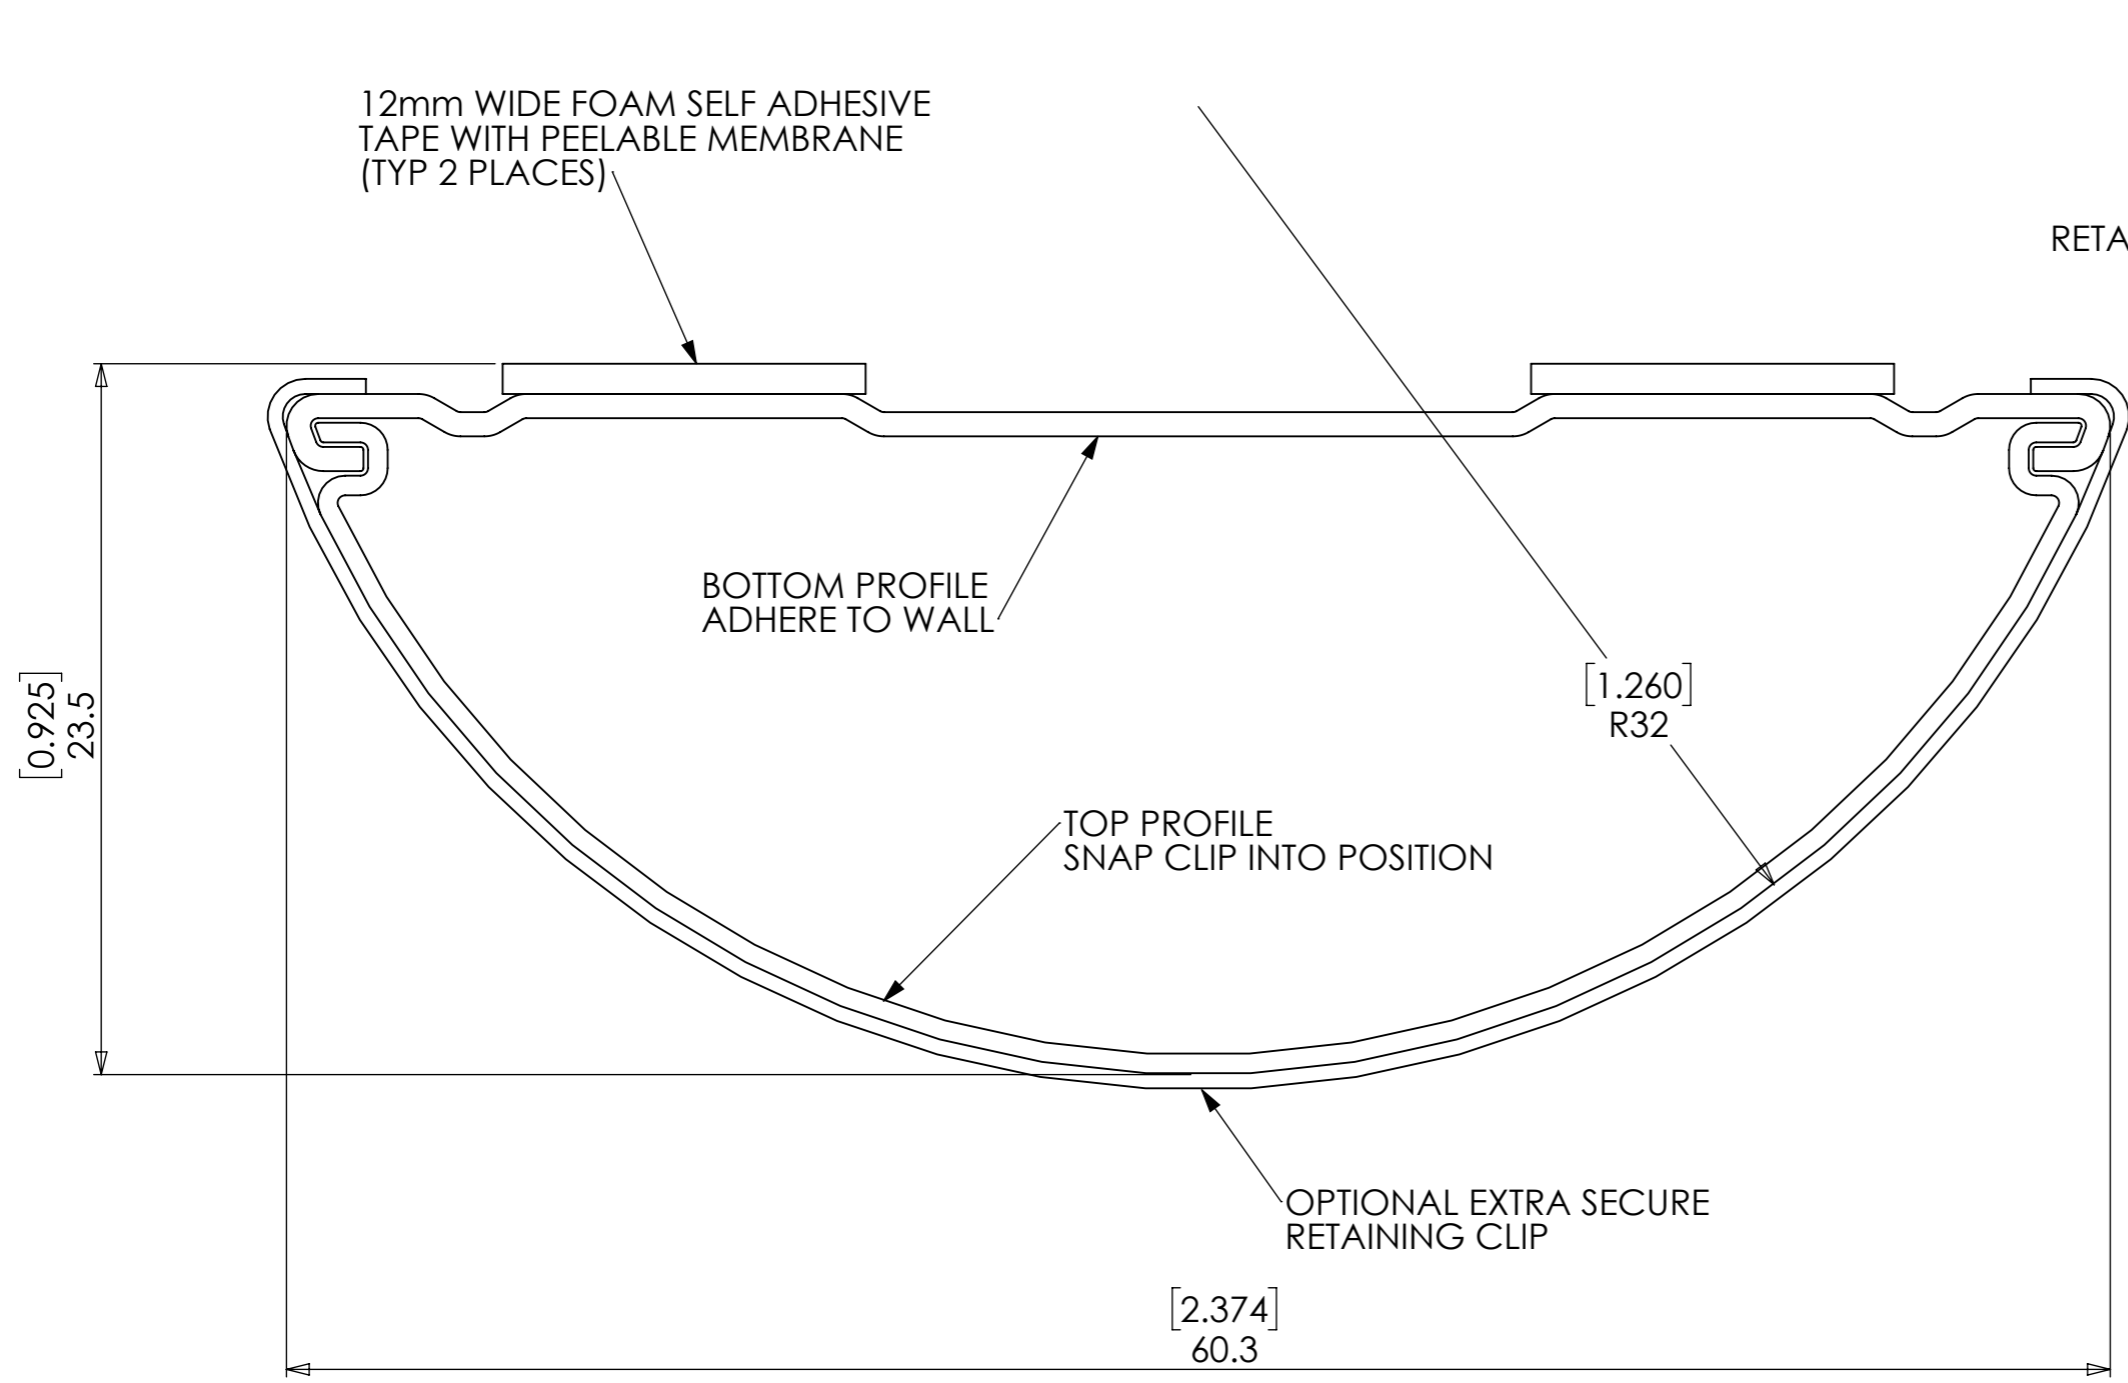 12mm WIDE FOAM SELF ADHESIVE
TAPE WITH PEELABLE MEMBRANE
(TYP 2 PLACES)
RETA
BOTTOM PROFILE
ADHERE TO WALL
[1.260]
R32
[0.925]
23.5
TOP PROFILE
SNAP CLIP INTO POSITION
OPTIONAL EXTRA SECURE
RETAINING CLIP
[2.374]
60.3